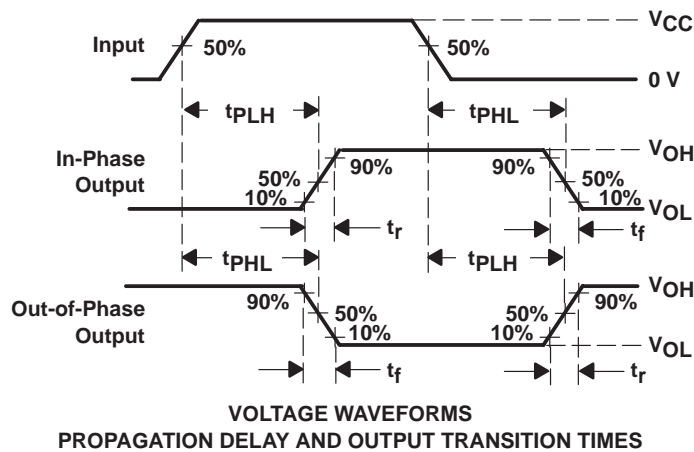 VCC
Input
50%
50%
0 V
tPLH
tPHL
In-Phase
Output
VOH
90%
90%
50%
50%
10%
10%
VOL
tr
tf
tPHL
tPLH
Out-of-Phase
Output
VOH
90%
90%
50%
50%
10%
10%
VOL
tf
tr
VOLTAGE WAVEFORMS
PROPAGATION DELAY AND OUTPUT TRANSITION TIMES